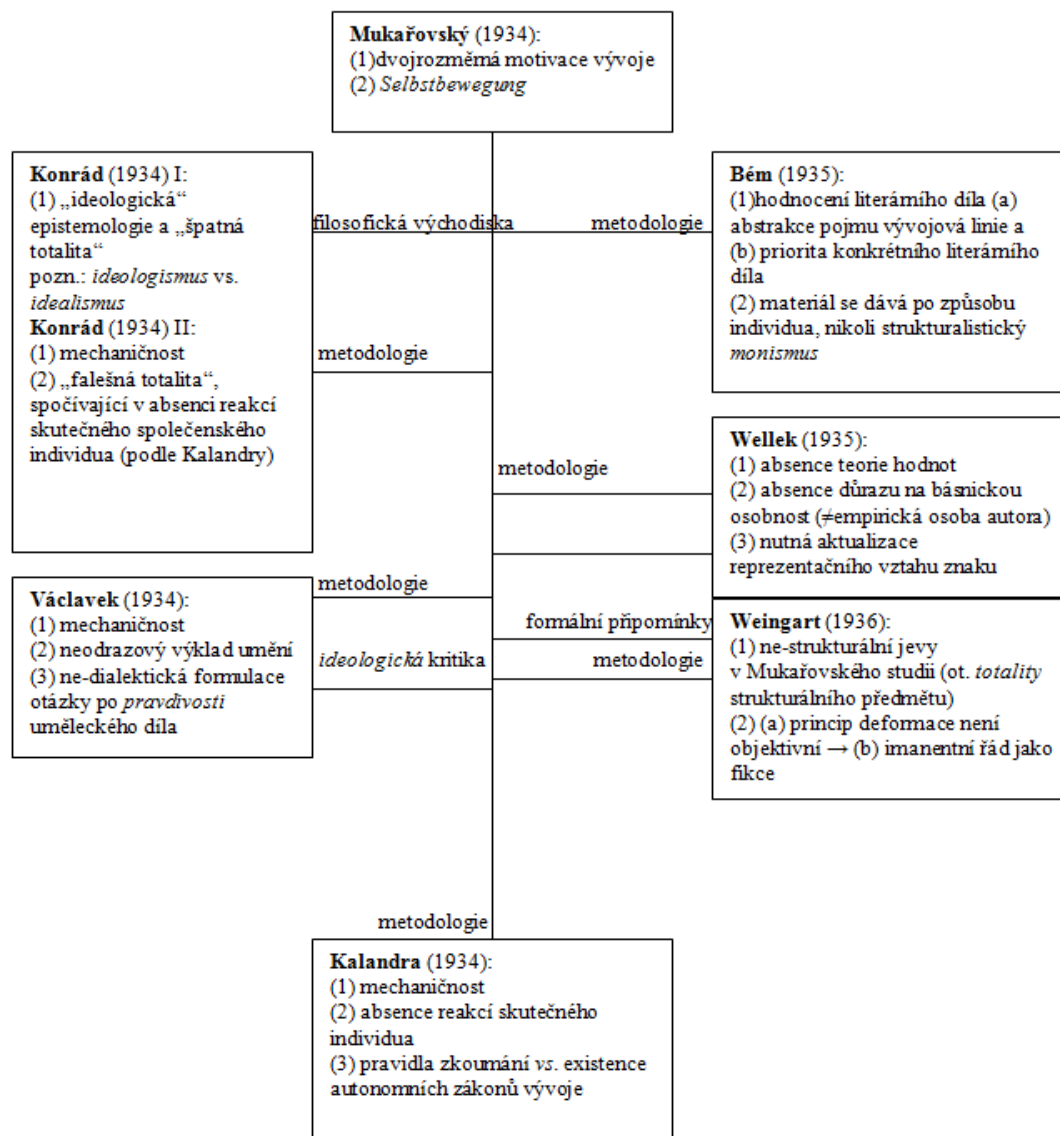 Mukařovský (1934):
(1)dvojrozměrná motivace vývoje
(2) Selbstbewegung
Konrád (1934) I:
(1) „ideologická“
epistemologie a „špatná
totalita“
pozn.: ideologismus vs.
idealismus
Konrád (1934) II:
(1) mechaničnost
(2) „falešná totalita“,
spočívající v absenci reakcí
skutečného společenského
individua (podle Kalandry)
filosofická východiska
metodologie
metodologie
Bém (1935):
(1)hodnocení literárního díla (a)
abstrakce pojmu vývojová linie a
(b) priorita konkrétního literárního
díla
(2) materiál se dává po způsobu
individua, nikoli strukturalistický
monismus
metodologie
Wellek (1935):
(1) absence teorie hodnot
(2) absence důrazu na básnickou
osobnost (≠empirická osoba autora)
(3) nutná aktualizace
reprezentačního vztahu znaku
Václavek (1934):
(1) mechaničnost
(2) neodrazový výklad umění
(3) ne-dialektická formulace
otázky po pravdivosti
uměleckého díla
metodologie
ideologická kritika
formální připomínky
metodologie
Weingart (1936):
(1) ne-strukturální jevy
v Mukařovského studii (ot. totality
strukturálního předmětu)
(2) (a) princip deformace není
objektivní → (b) imanentní řád jako
fikce
metodologie
Kalandra (1934):
(1) mechaničnost
(2) absence reakcí skutečného
individua
(3) pravidla zkoumání vs. existence
autonomních zákonů vývoje